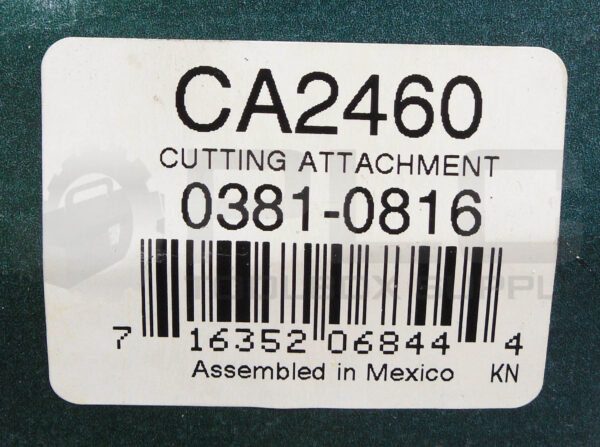 CA2460
CUTTING ATTACHMENT
0381-0816
7 16352 06844 4
Assembled in Mexico KN